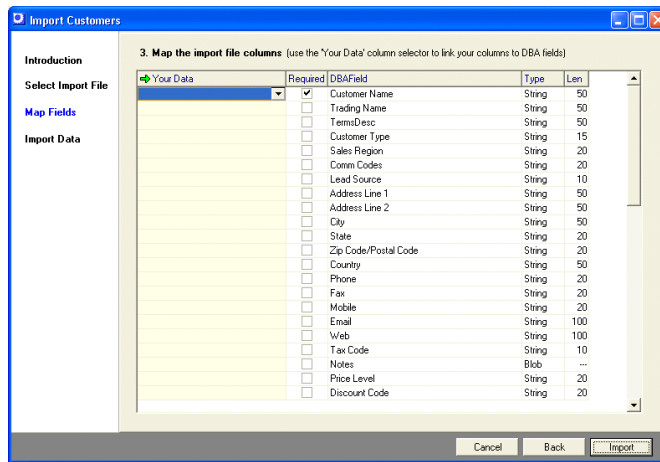 Import Customers
Introduction
Select Import File
Map Fields
Import Data
3. Map the import file columns (use the 'Your Data' column selector to link your columns to DBA fields)
Your Data Required DBAField Type Len
Customer Name String 50
Trading Name String 50
TermsDesc String 50
Customer Type String 15
Sales Region String 20
Comm Codes String 20
Lead Source String 10
Address Line 1 String 50
Address Line 2 String 50
City String 50
State String 20
Zip Code/Postal Code String 20
Country String 50
Phone String 20
Fax String 20
Mobile String 20
Email String 100
Web String 100
Tax Code String 10
Notes Blob ...
Price Level String 20
Discount Code String 20
Cancel Back Import